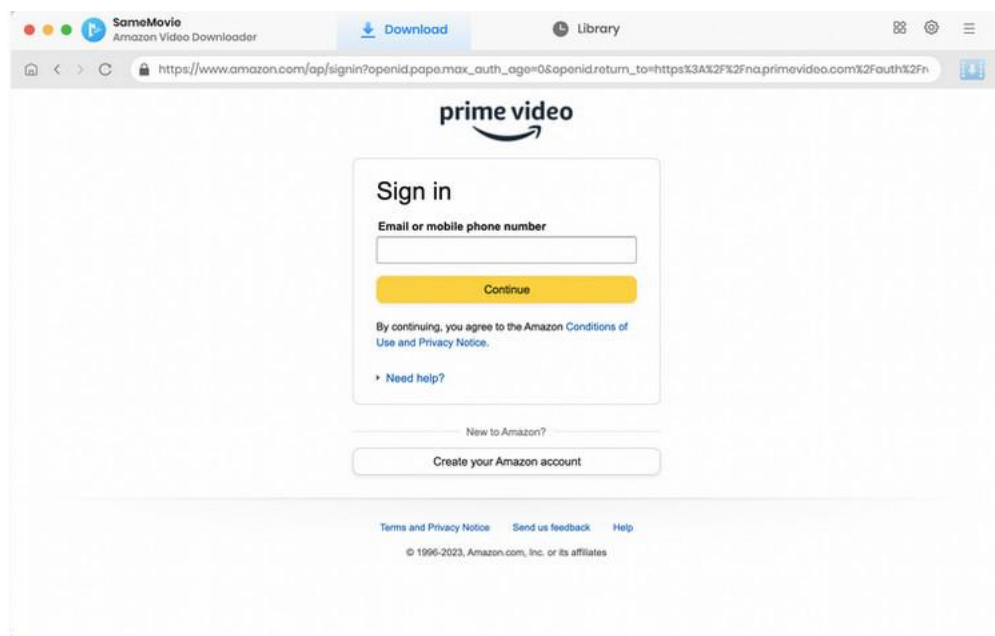 SameMovie
Amazon Video Downloader
Download
Library
https://www.amazon.com/ap/signin?openid.pape.max_auth_age=0&openid.return_to=https%3A%2F%2Fna.primevideo.com%2Fauth%2Fr
prime video
Sign in
Email or mobile phone number
Continue
By continuing, you agree to the Amazon Conditions of
Use and Privacy Notice.
Need help?
New to Amazon?
Create your Amazon account
Terms and Privacy Notice Send us feedback Help
© 1996-2023, Amazon.com, Inc. or its affiliates